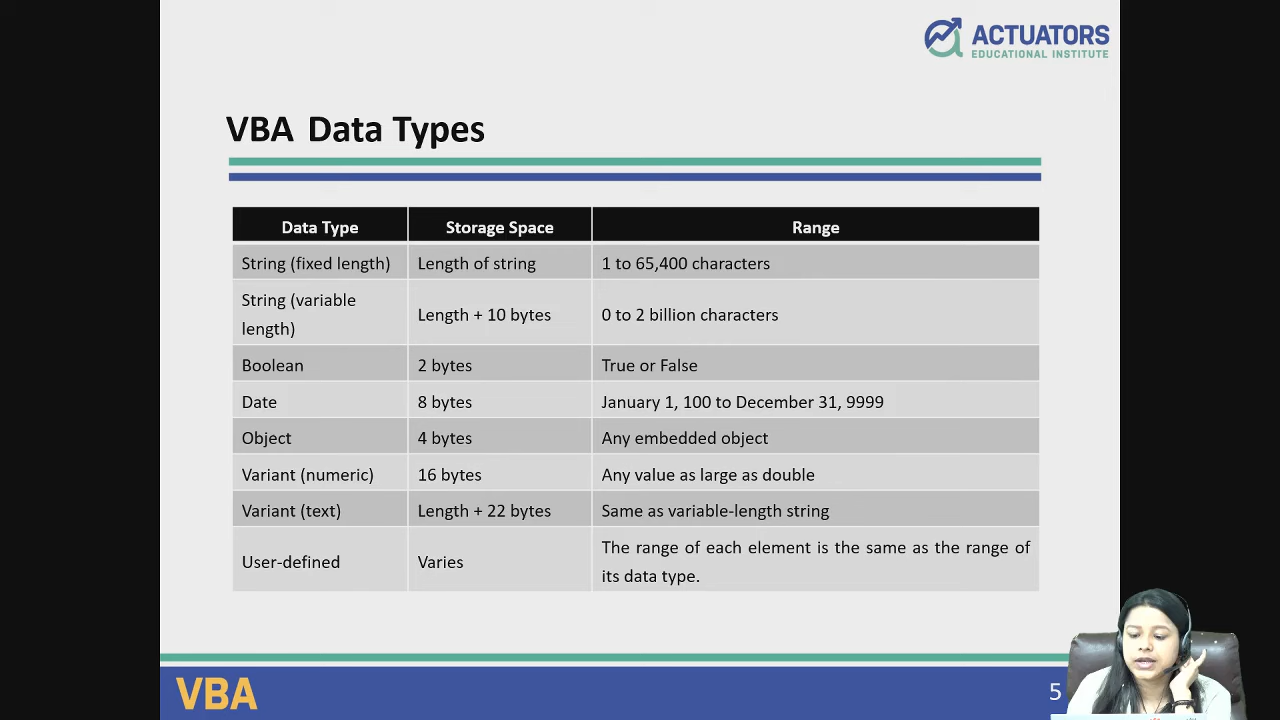 ACTUATORS
EDUCATIONAL INSTITUTE
VBA Data Types
Data Type Storage Space Range
String (fixed length) Length of string 1 to 65,400 characters
String (variable
length) Length + 10 bytes 0 to 2 billion characters
Boolean 2 bytes True or False
Date 8 bytes January 1, 100 to December 31, 9999
Object 4 bytes Any embedded object
Variant (numeric) 16 bytes Any value as large as double
Variant (text) Length + 22 bytes Same as variable-length string
User-defined Varies The range of each element is the same as the range of
its data type.
VBA 5